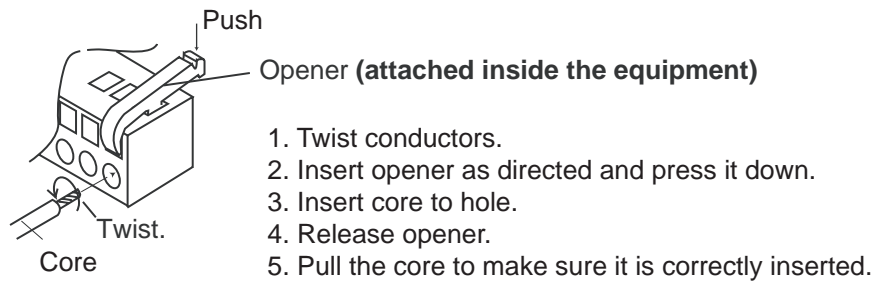 Push
Opener (attached inside the equipment)
1. Twist conductors.
2. Insert opener as directed and press it down.
3. Insert core to hole.
4. Release opener.
5. Pull the core to make sure it is correctly inserted.
Twist.
Core